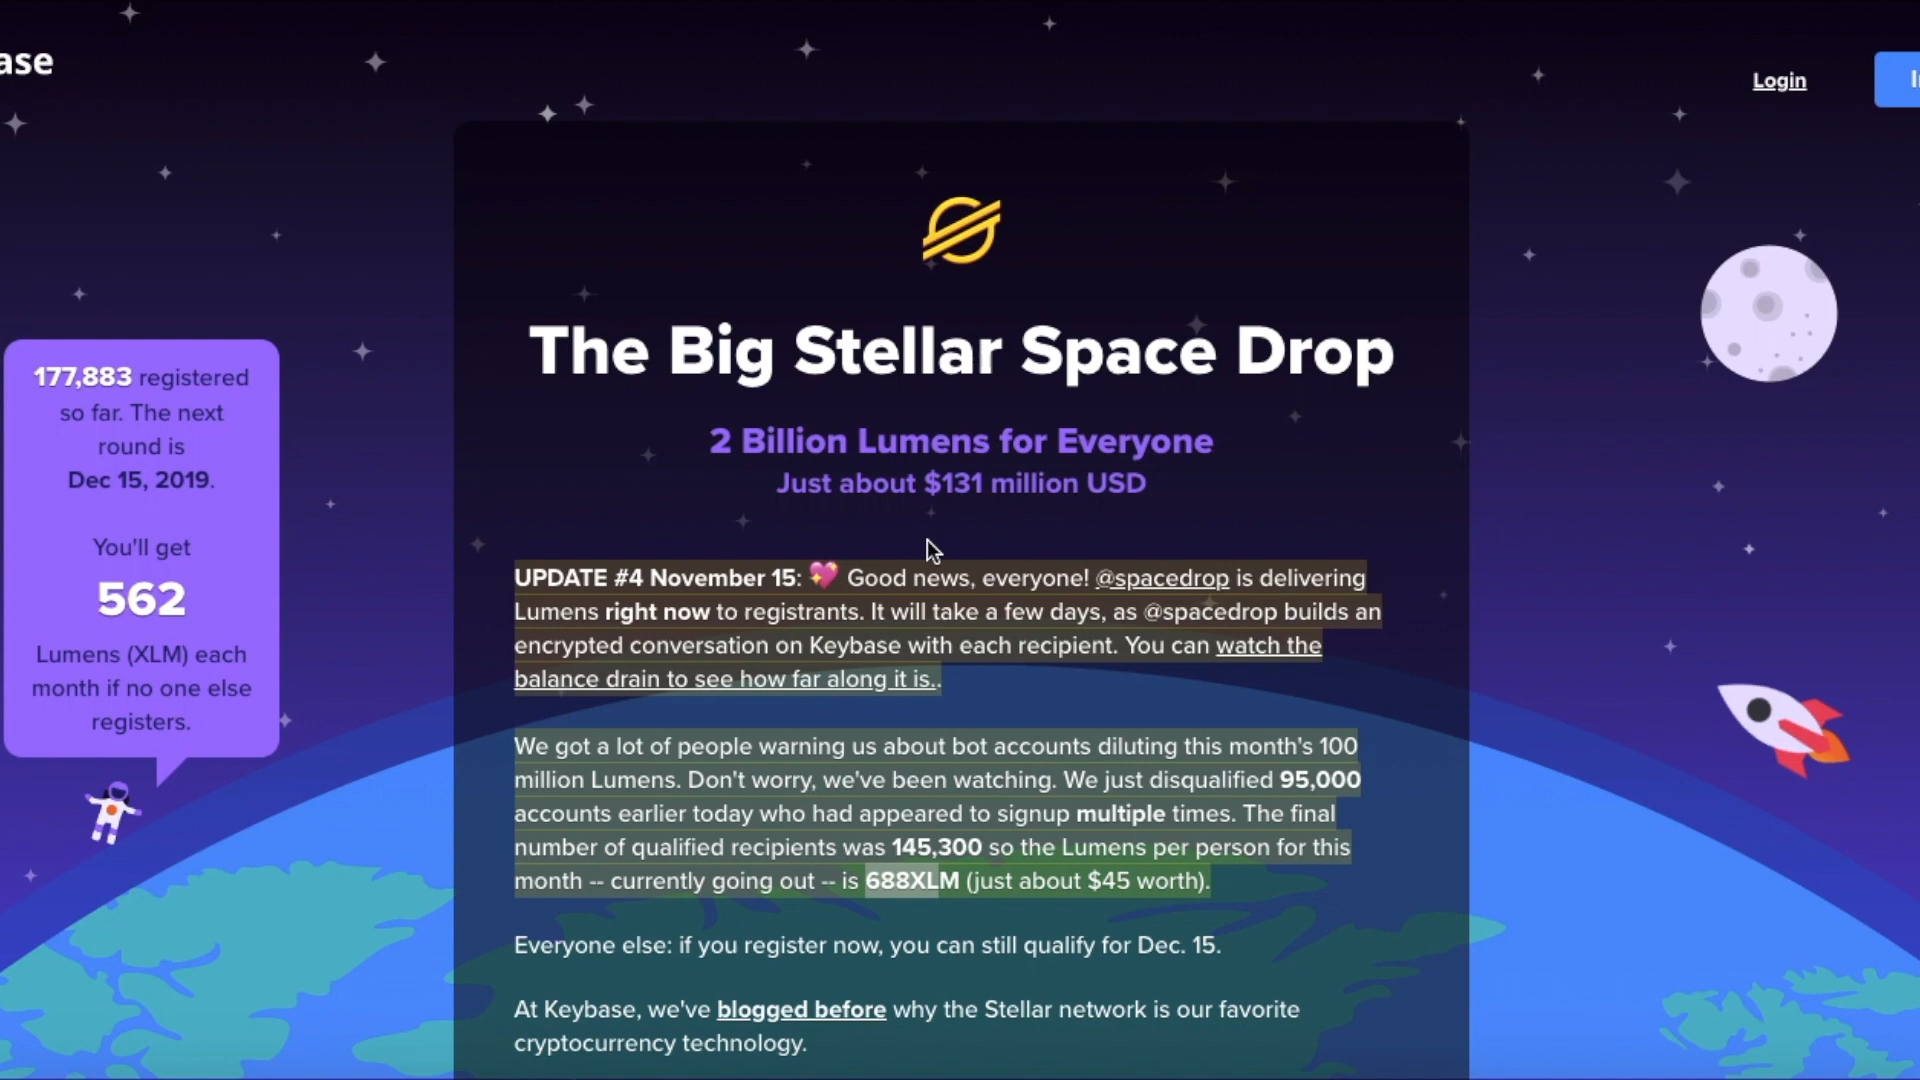 ase
Login
The Big Stellar Space Drop
2 Billion Lumens for Everyone
Just about $131 million USD
177,883 registered
so far. The next
round is
Dec 15, 2019.
You'll get
562
Lumens (XLM) each
month if no one else
registers.
UPDATE #4 November 15: 💖 Good news, everyone! @spacedrop is delivering
Lumens right now to registrants. It will take a few days, as @spacedrop builds an
encrypted conversation on Keybase with each recipient. You can watch the
balance drain to see how far along it is..
We got a lot of people warning us about bot accounts diluting this month's 100
million Lumens. Don't worry, we've been watching. We just disqualified 95,000
accounts earlier today who had appeared to signup multiple times. The final
number of qualified recipients was 145,300 so the Lumens per person for this
month -- currently going out -- is 688XLM (just about $45 worth).
Everyone else: if you register now, you can still qualify for Dec. 15.
At Keybase, we've blogged before why the Stellar network is our favorite
cryptocurrency technology.